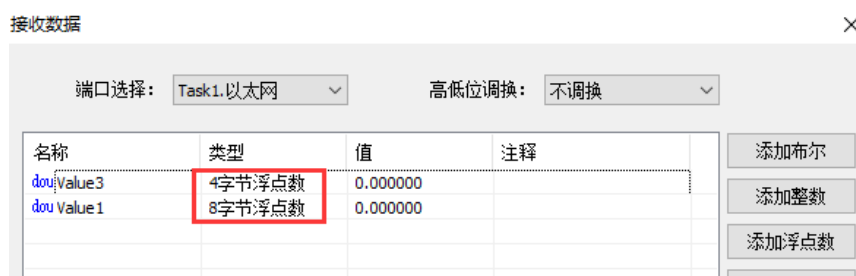 接收数据
端口选择： Task1.以太网 高低位调换： 不调换
名称 类型 值 注释 添加布尔
dou Value3 4字节浮点数 0.000000
添加整数
dou Value1 8字节浮点数 0.000000
添加浮点数